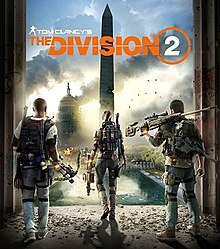 TOM CLANCY'S
THE DIVISION 2